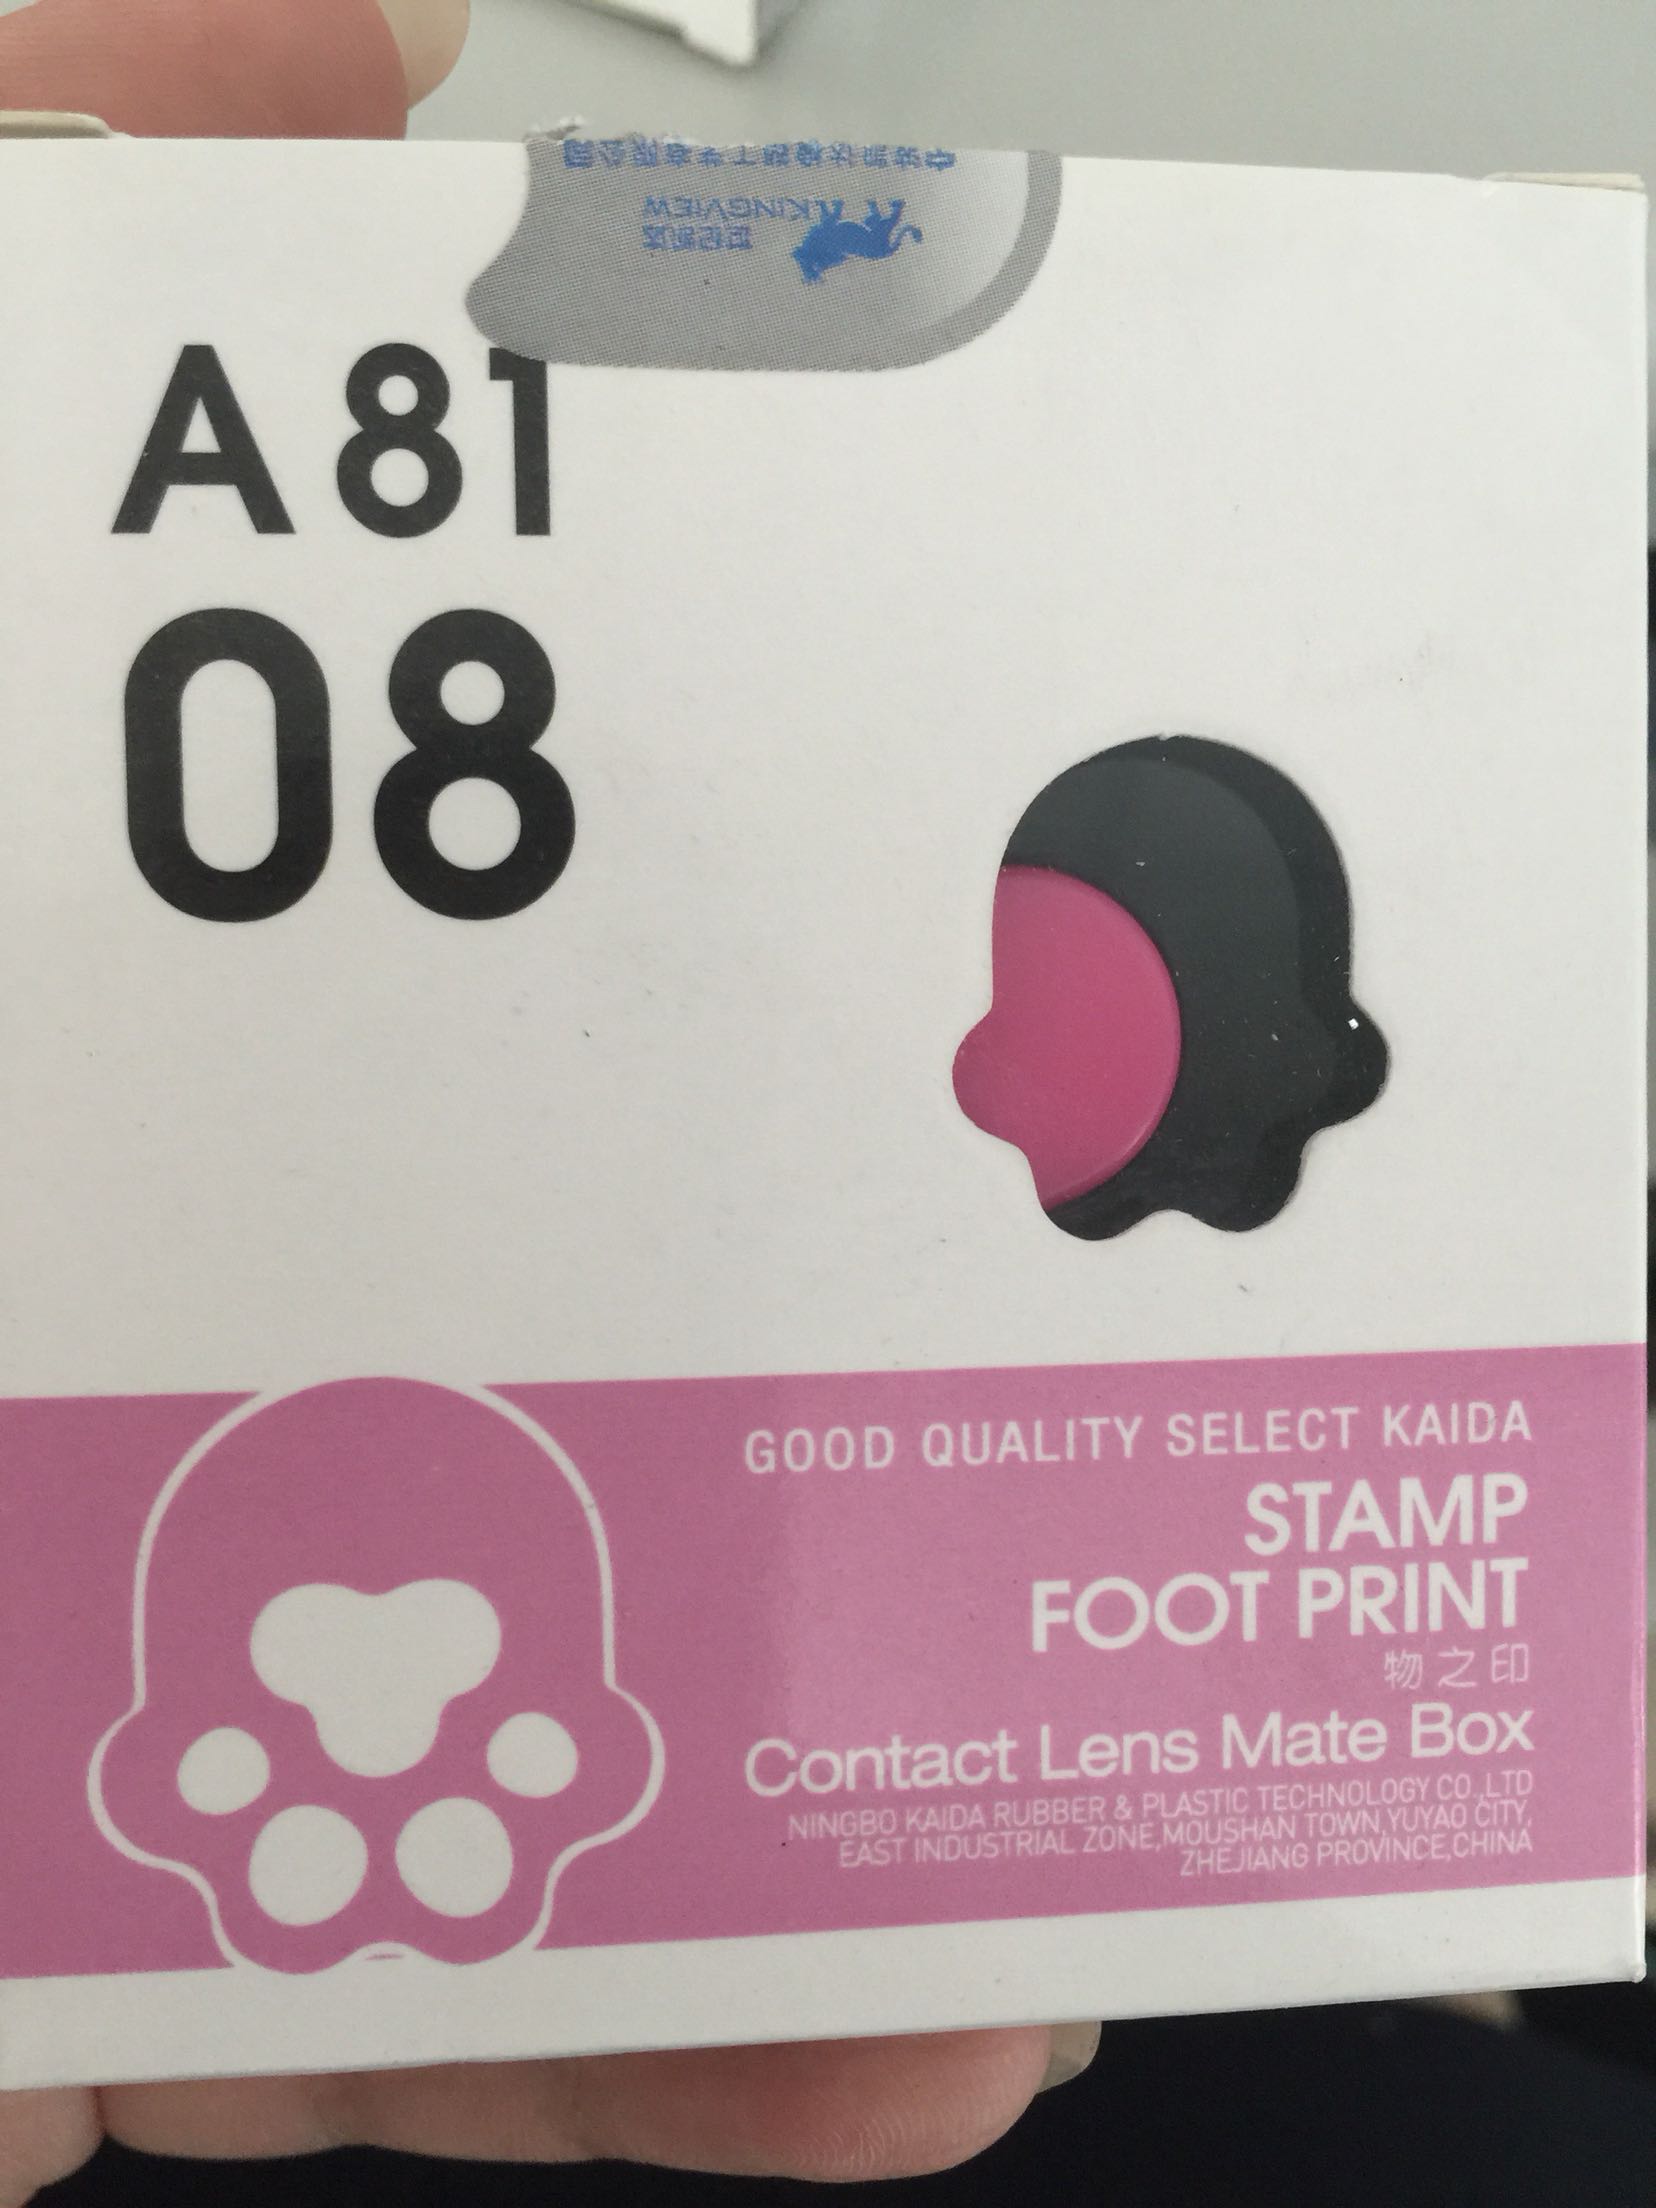 KINGVIEW
A81
08
GOOD QUALITY SELECT KAIDA
STAMP
FOOT PRINT
物之印
Contact Lens Mate Box
NINGBO KAIDA RUBBER & PLASTIC TECHNOLOGY CO.,LTD
EAST INDUSTRIAL ZONE,MOUSHAN TOWN,YUYAO CITY,
ZHEJIANG PROVINCE,CHINA